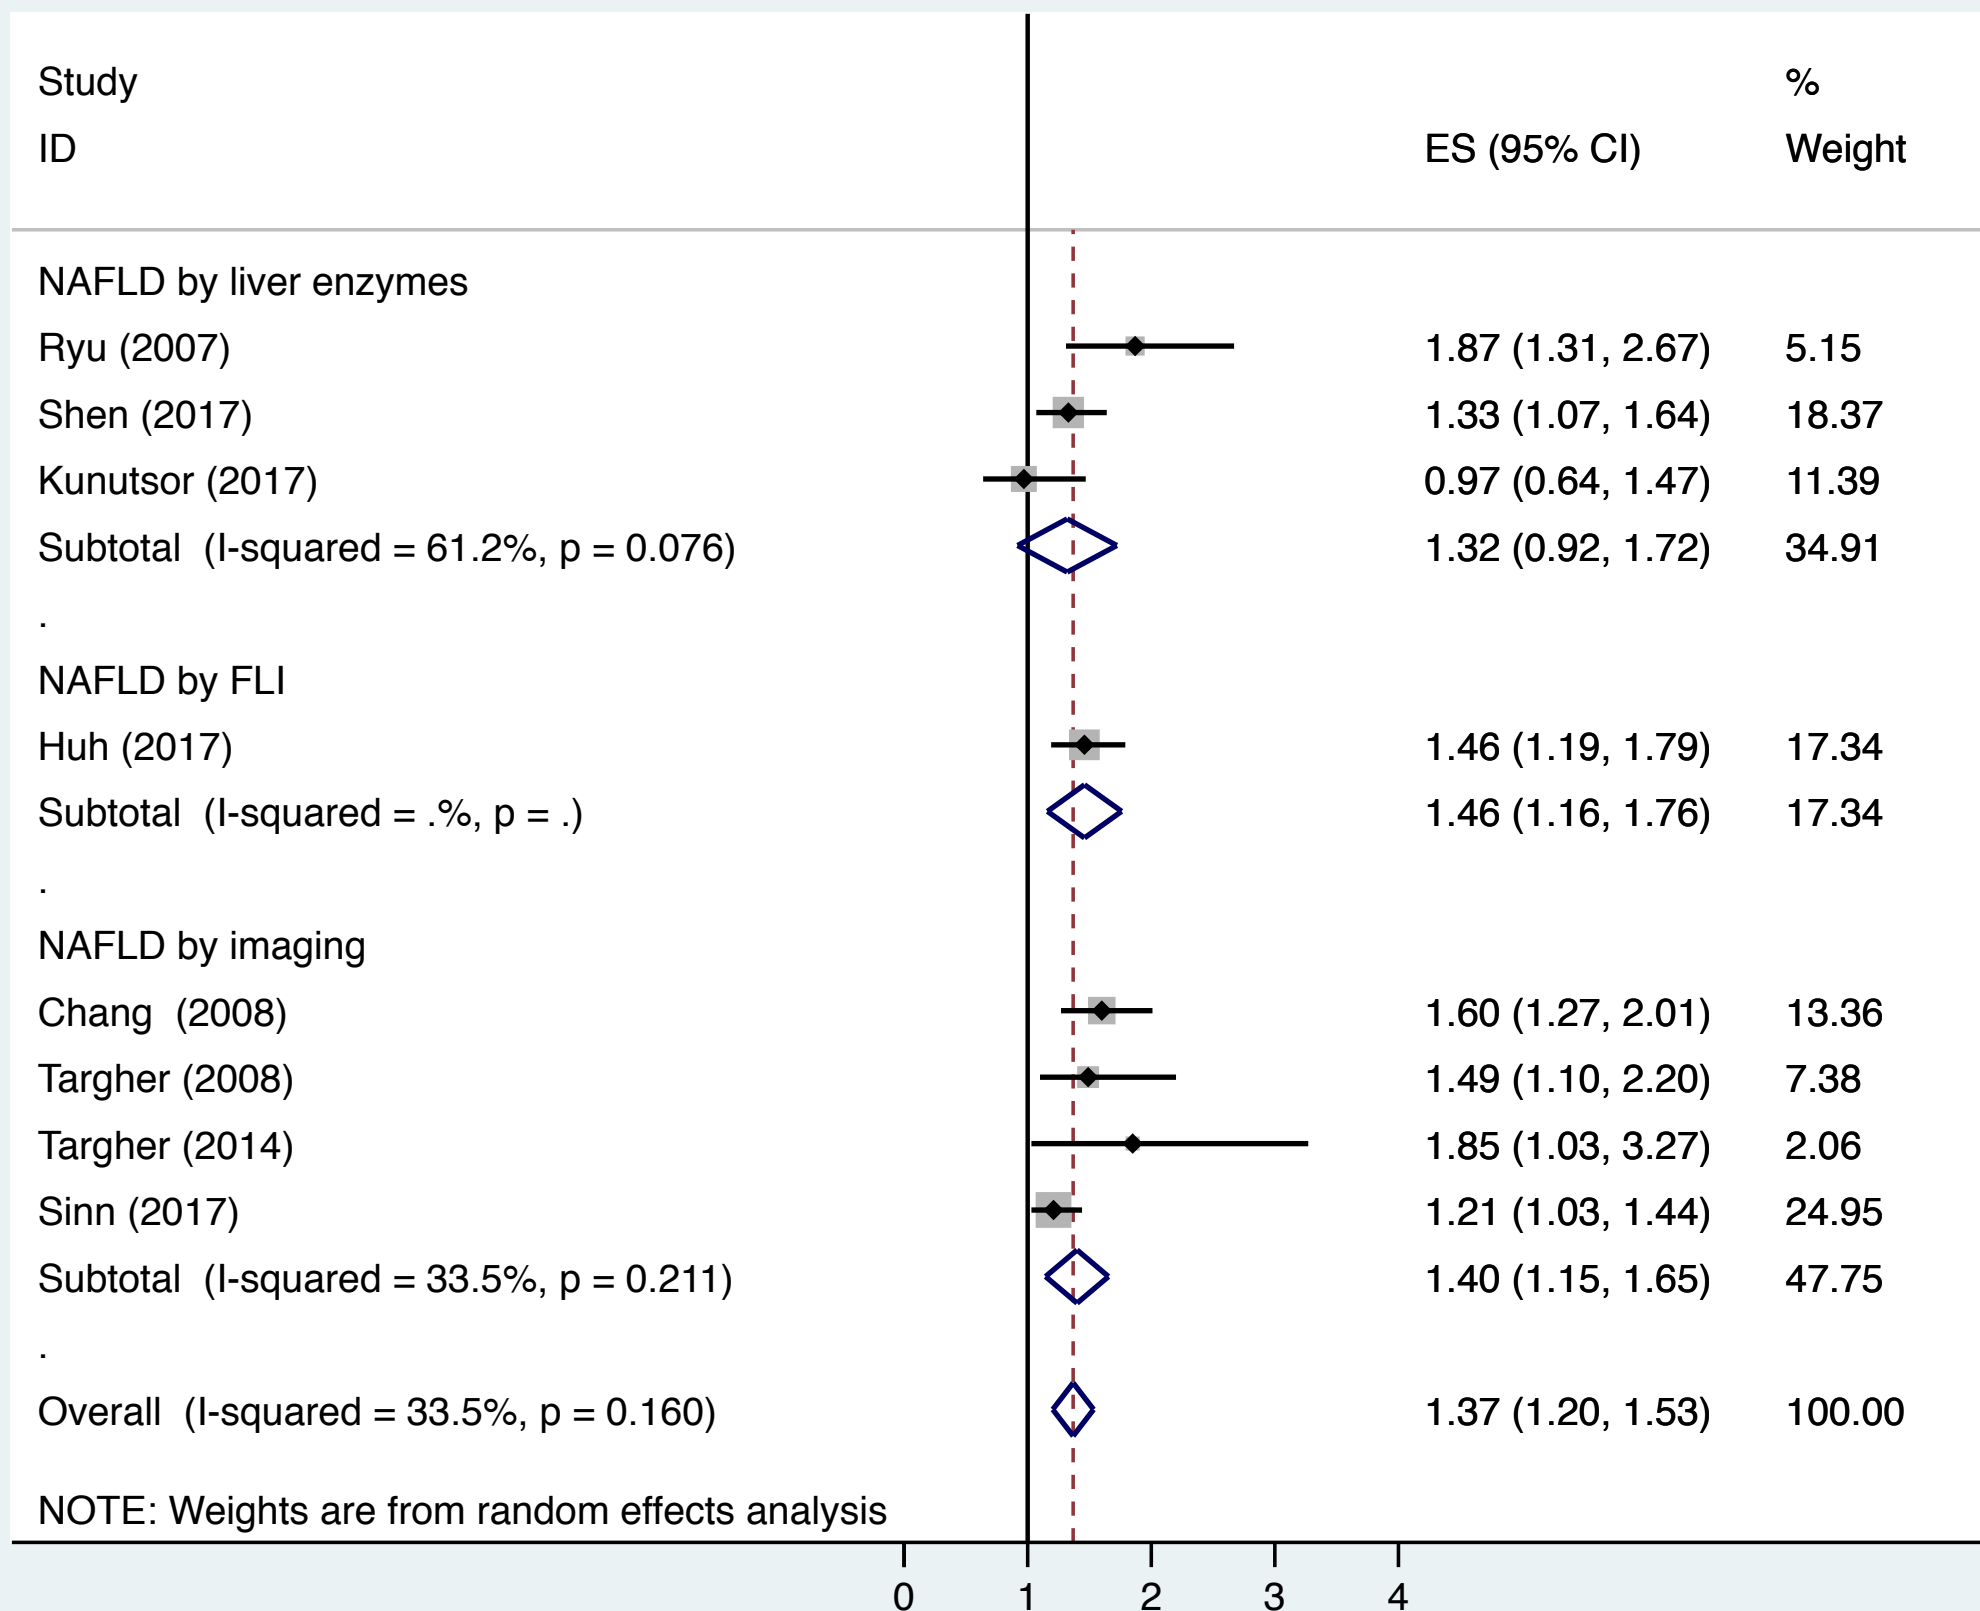 Study %
ID ES (95% CI) Weight
NAFLD by liver enzymes
Ryu (2007) 1.87 (1.31, 2.67) 5.15
Shen (2017) 1.33 (1.07, 1.64) 18.37
Kunutsor (2017) 0.97 (0.64, 1.47) 11.39
Subtotal (I-squared = 61.2%, p = 0.076) 1.32 (0.92, 1.72) 34.91
.
NAFLD by FLI
Huh (2017) 1.46 (1.19, 1.79) 17.34
Subtotal (I-squared = .%, p = .) 1.46 (1.16, 1.76) 17.34
.
NAFLD by imaging
Chang (2008) 1.60 (1.27, 2.01) 13.36
Targher (2008) 1.49 (1.10, 2.20) 7.38
Targher (2014) 1.85 (1.03, 3.27) 2.06
Sinn (2017) 1.21 (1.03, 1.44) 24.95
Subtotal (I-squared = 33.5%, p = 0.211) 1.40 (1.15, 1.65) 47.75
.
Overall (I-squared = 33.5%, p = 0.160) 1.37 (1.20, 1.53) 100.00
NOTE: Weights are from random effects analysis
0 1 2 3 4